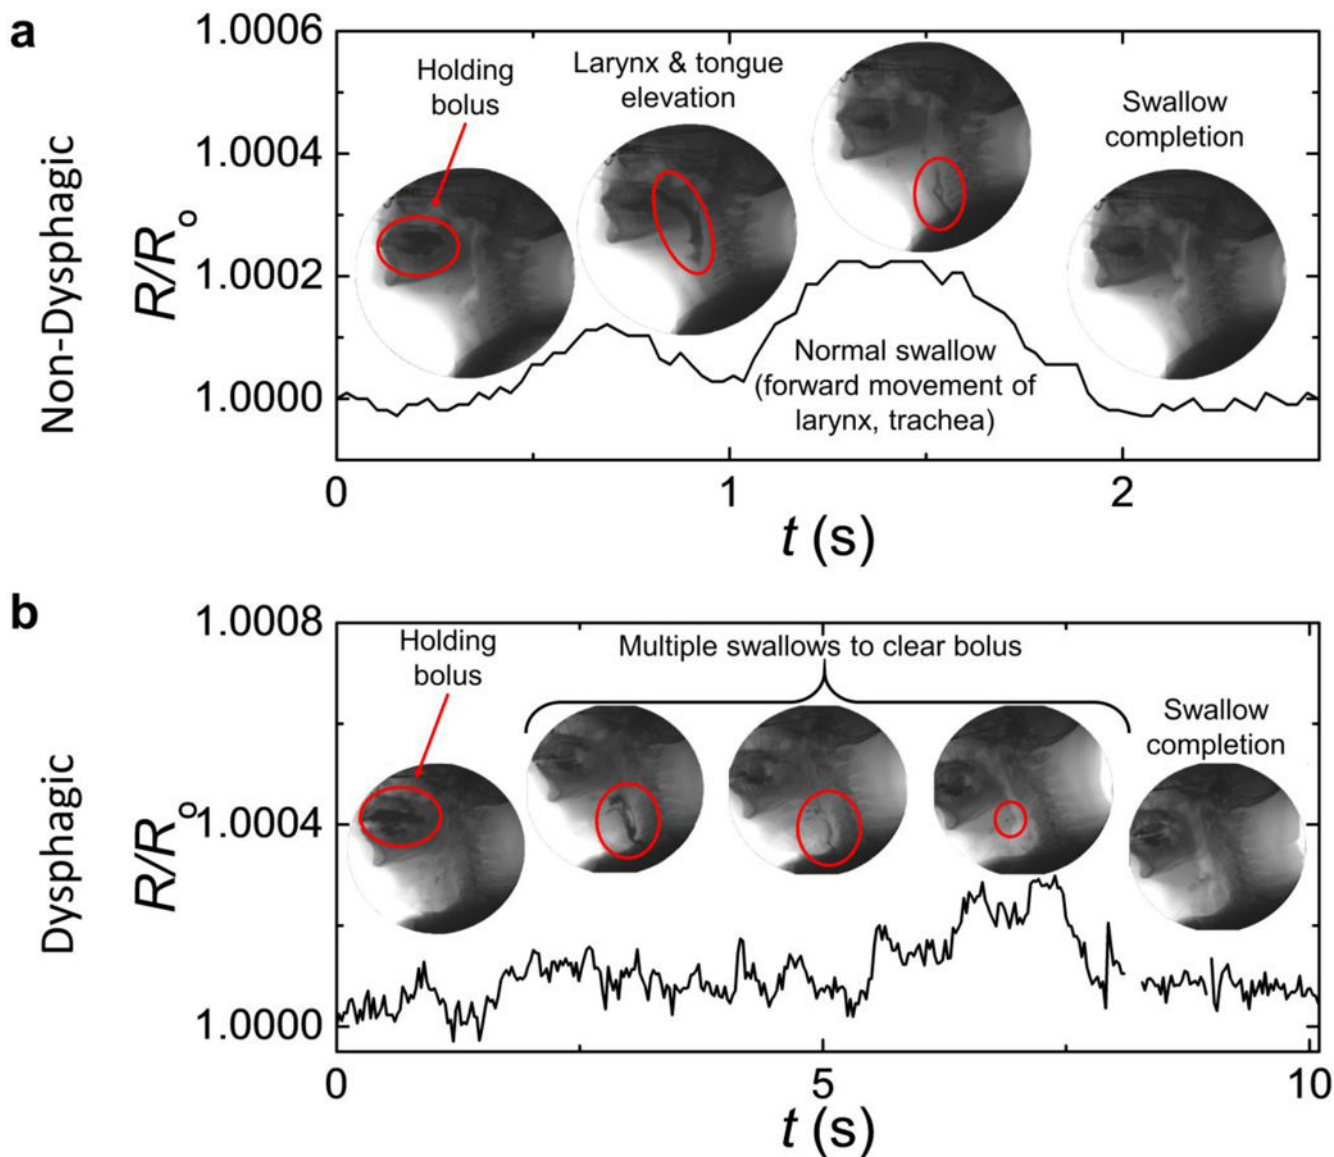 a
Non-Dysphagic
R/Ro
1.0006
1.0004
1.0002
1.0000
Holding
bolus
Larynx & tongue
elevation
Swallow
completion
Normal swallow
(forward movement of
larynx, trachea)
0
1
2
t (s)
b
Dysphagic
R/Ro
1.0008
1.0004
1.0000
Holding
bolus
Multiple swallows to clear bolus
Swallow
completion
0
5
10
t (s)